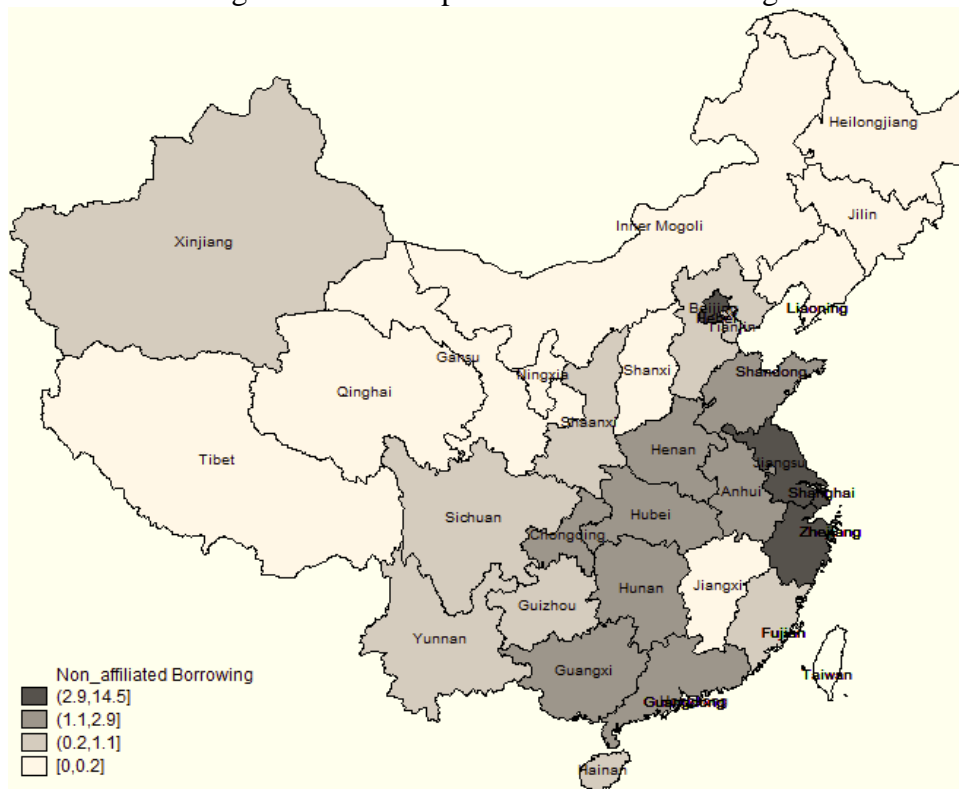 Heilongjiang
Jilin
Inner Mogoli
Xinjiang
Beijing
Hebei
Tianjin
Liaoning
Gansu
Ningxia
Shanxi
Shandong
Qinghai
Shaanxi
Henan
Jiangsu
Tibet
Anhui
Shanghai
Sichuan
Hubei
Chongqing
Zhejiang
Hunan
Jiangxi
Guizhou
Yunnan
Fujian
Guangxi
Taiwan
Guangdong
Hainan
Non_affiliated Borrowing
(2.9,14.5]
(1.1,2.9]
(0.2,1.1]
[0,0.2]